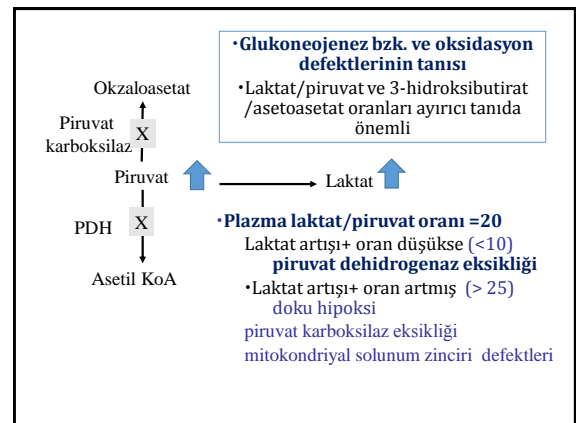 •Glukoneojenez bzk. ve oksidasyon
defektlerinin tanısı
•Laktat/piruvat ve 3-hidroksibutirat
/asetoasetat oranları ayırıcı tanıda
önemli
Okzaloasetat
Piruvat
karboksilaz
X
Piruvat
Laktat
PDH
X
Asetil KoA
•Plazma laktat/piruvat oranı =20
Laktat artışı+ oran düşükse (<10)
piruvat dehidrogenaz eksikliği
•Laktat artışı+ oran artmış (> 25)
doku hipoksi
piruvat karboksilaz eksikliği
mitokondriyal solunum zinciri defektleri